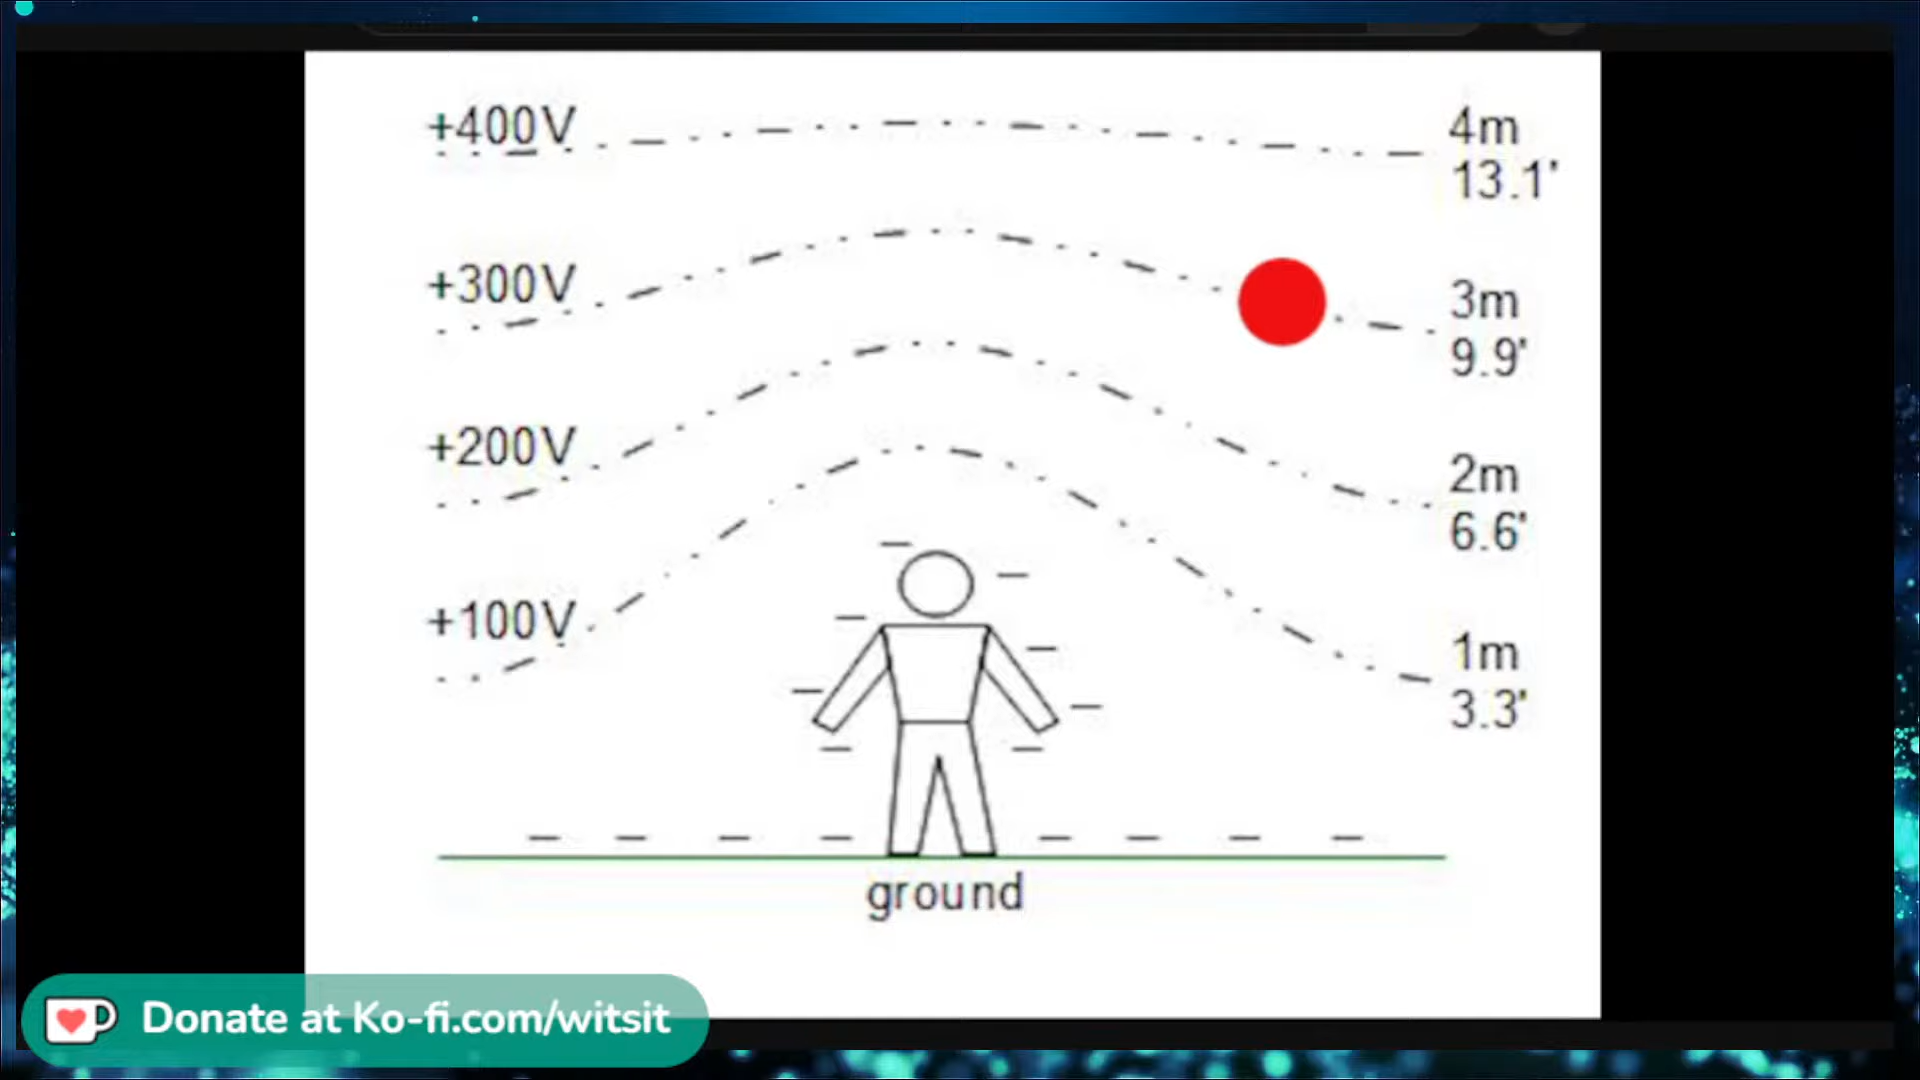 +400V
4m
13.1'
+300V
3m
9.9'
+200V
2m
6.6'
+100V
1m
3.3'
ground
Donate at Ko-fi.com/witsit